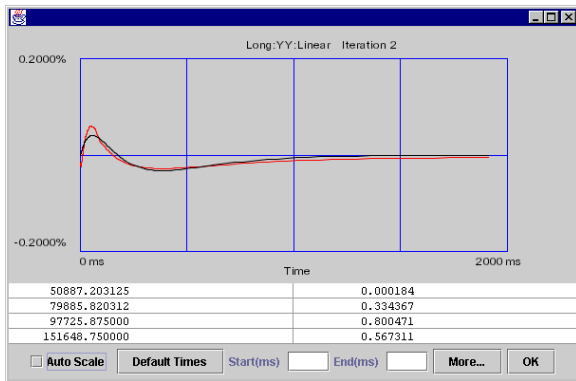 Long:YY:Linear Iteration 2
0.2000%
-0.2000%
0 ms 2000 ms
Time
50887.203125 0.000184
79885.820312 0.334367
97725.875000 0.800471
151648.750000 0.567311
Auto Scale Default Times Start(ms) End(ms) More... OK